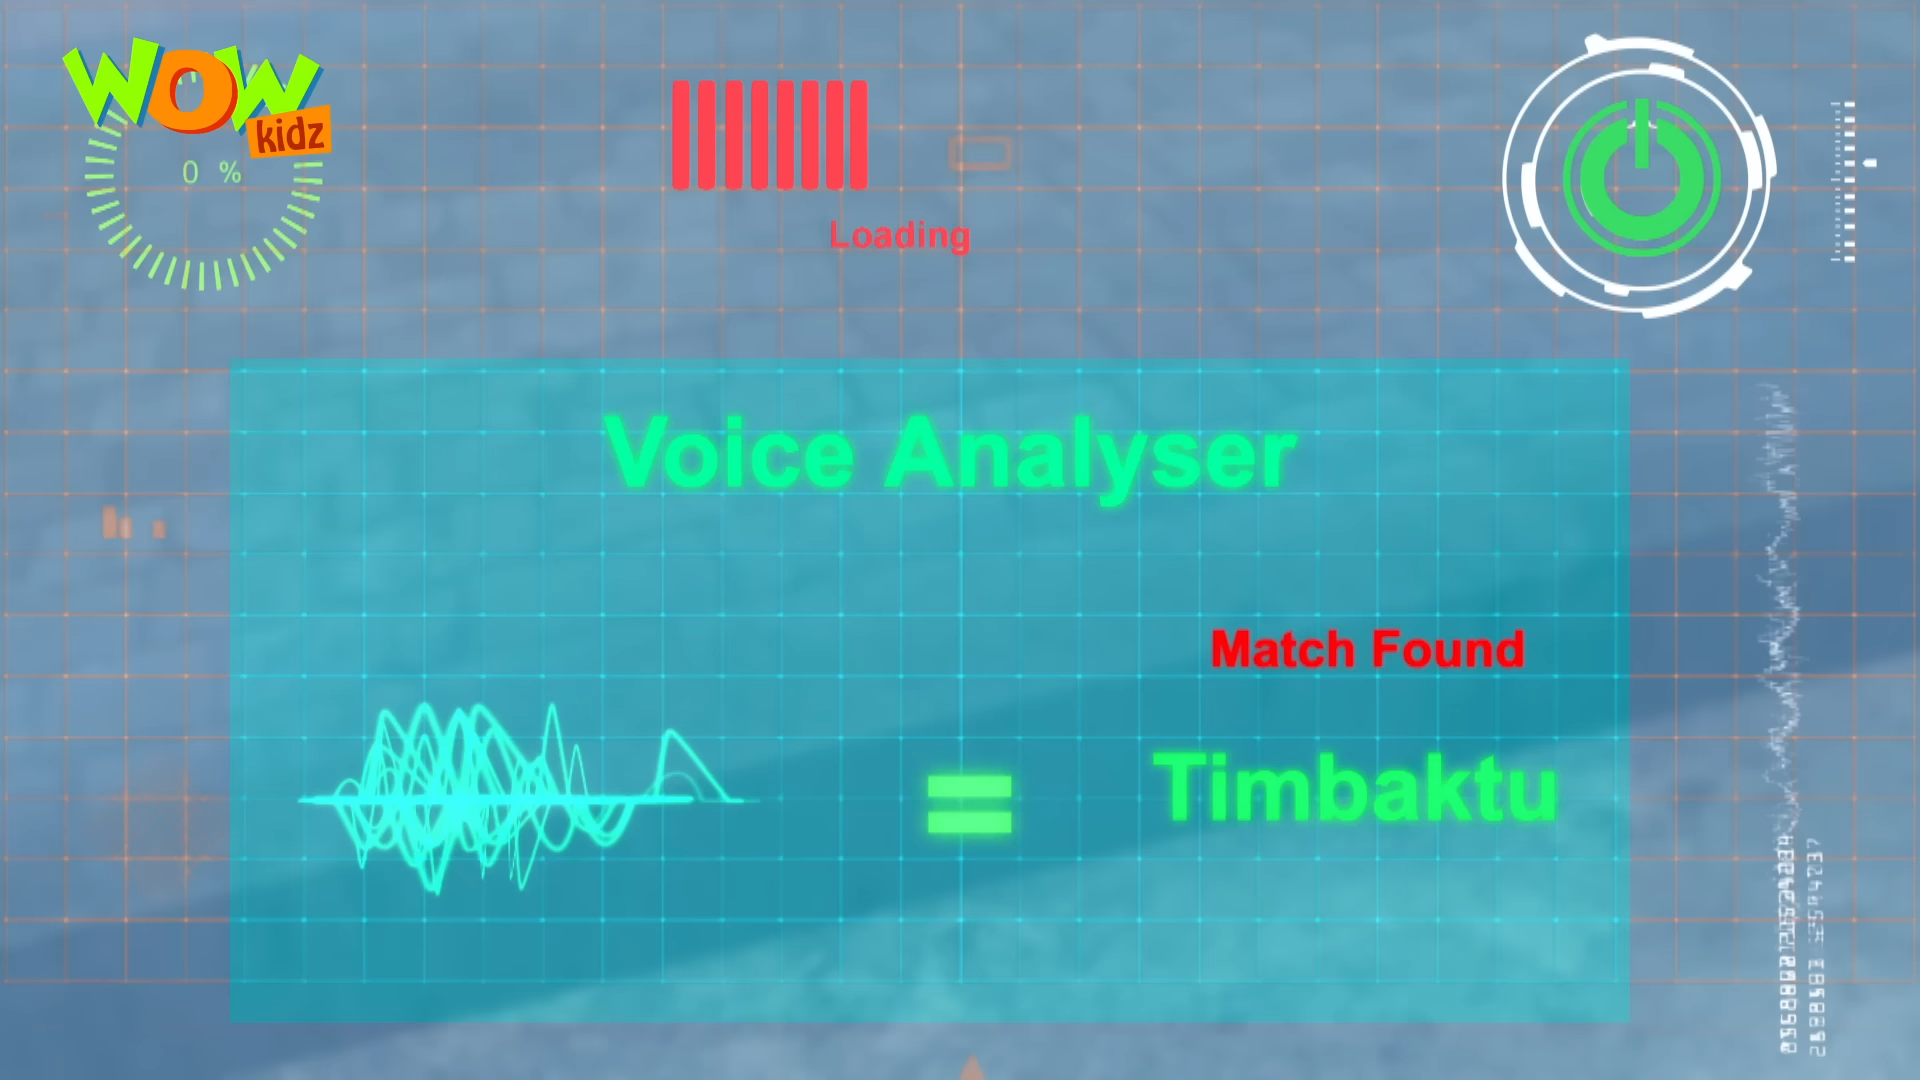 WOW
kidz
0 %
Loading
Voice Analyser
Match Found
= Timbaktu